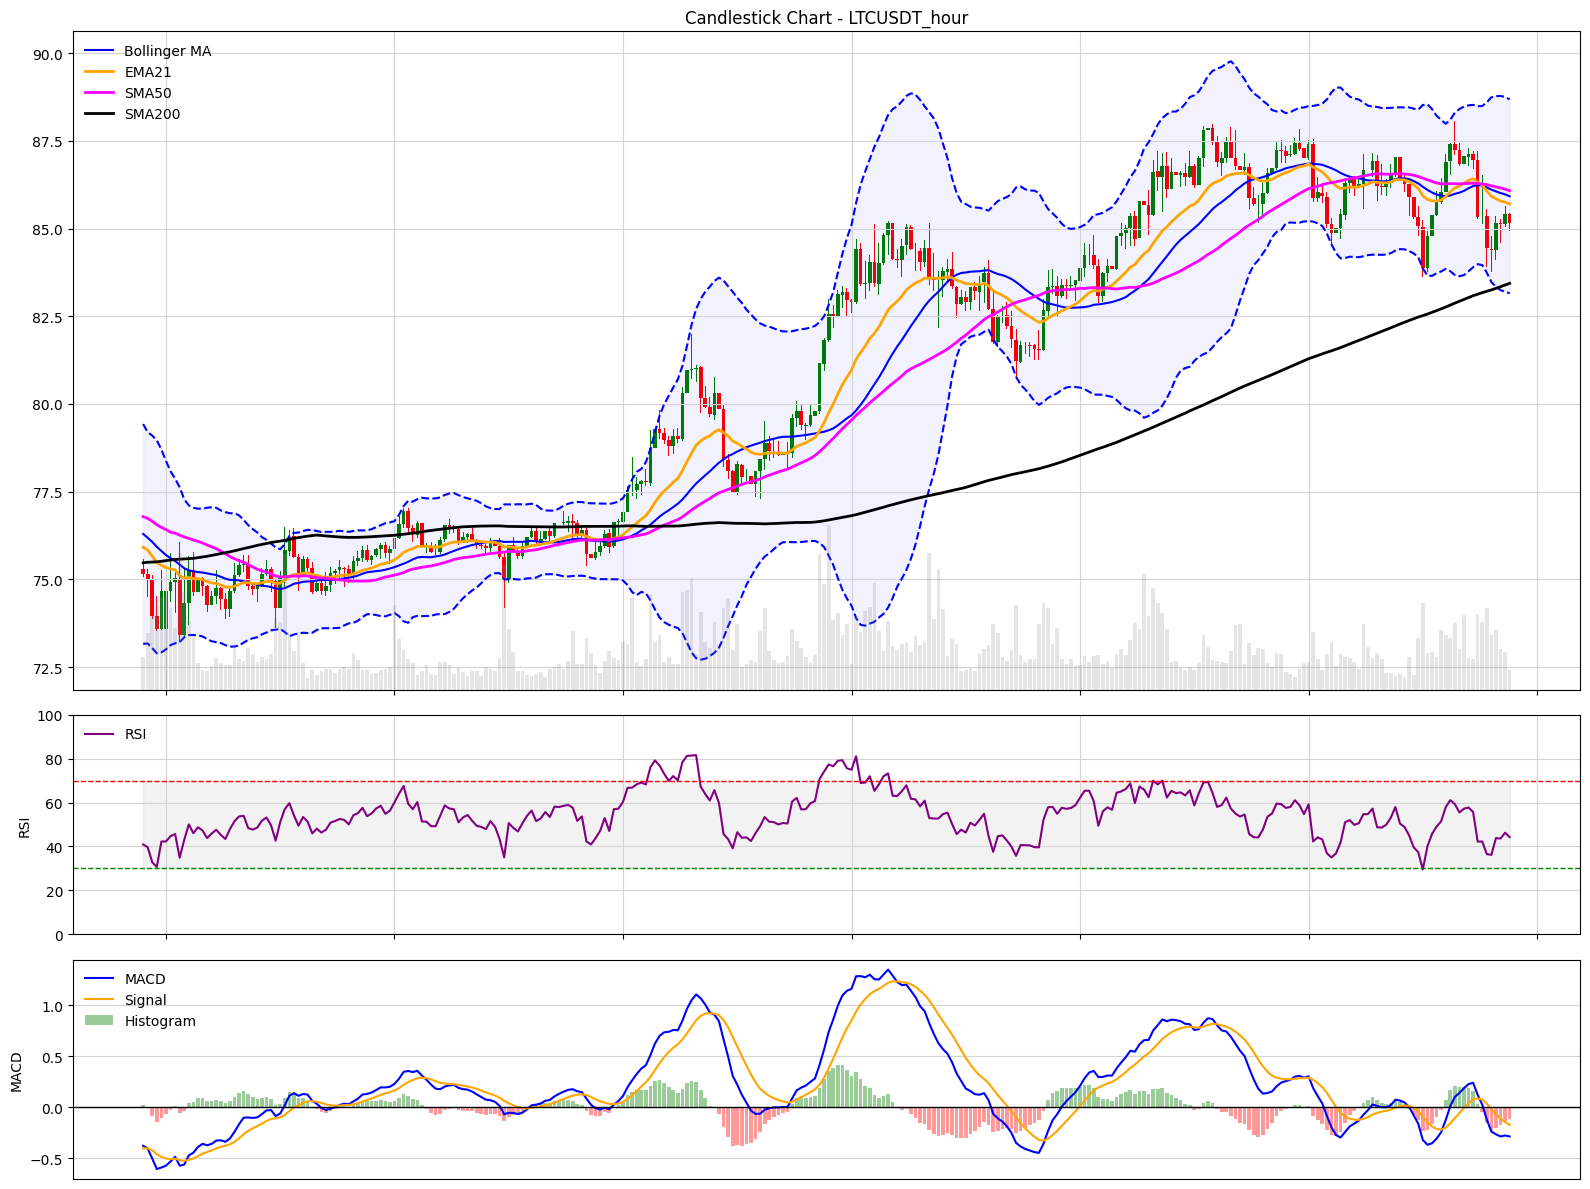 Candlestick Chart - LTCUSDT_hour
Bollinger MA
EMA21
SMA50
SMA200
90.0
87.5
85.0
82.5
80.0
77.5
75.0
72.5
RSI
100
80
60
40
20
0
RSI
MACD
Signal
Histogram
1.0
0.5
0.0
−0.5
MACD